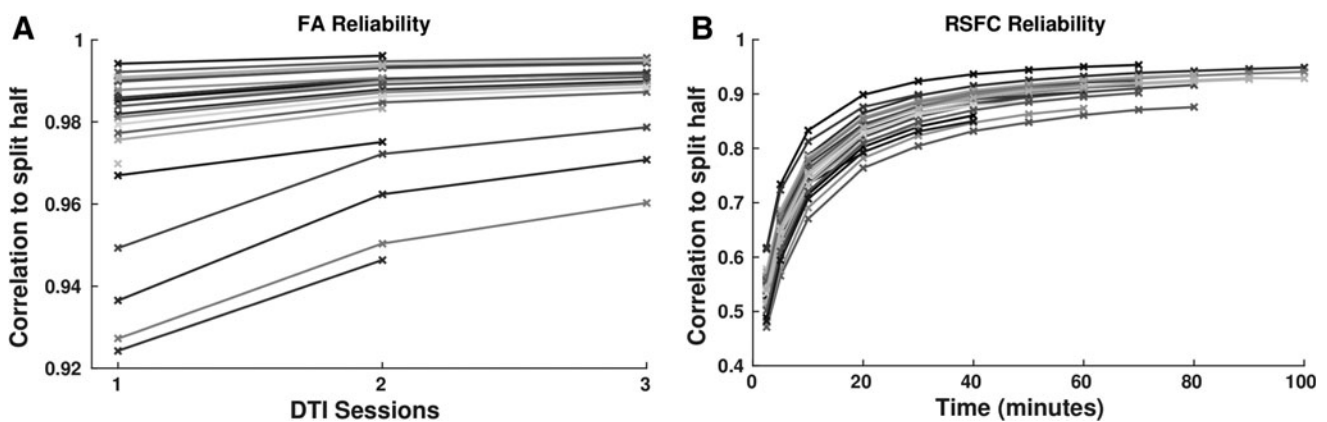 A
FA Reliability
Correlation to split half
1
0.98
0.96
0.94
0.92
1 2 3
DTI Sessions
B
RSFC Reliability
Correlation to split half
1
0.9
0.8
0.7
0.6
0.5
0.4
0 20 40 60 80 100
Time (minutes)